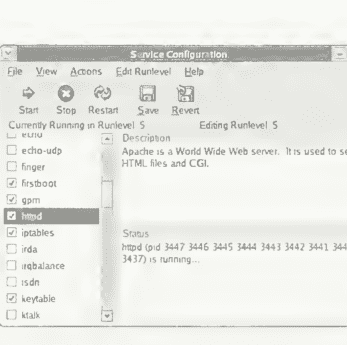 Service Configuration
File View Actions Edit Runlevel Help
Start Stop Restart Save Revert
Currently Running in Runlevel 5 Editing Runlevel 5
echo
echo-udp
finger
firstboot
gpm
httpd
iptables
irda
irqbalance
isdn
keytable
ktalk
Description
Apache is a World Wide Web server. It is used to se
HTML files and CGI.
Status
httpd (pid 3447 3446 3445 3444 3443 3442 3441 344
3437) is running...